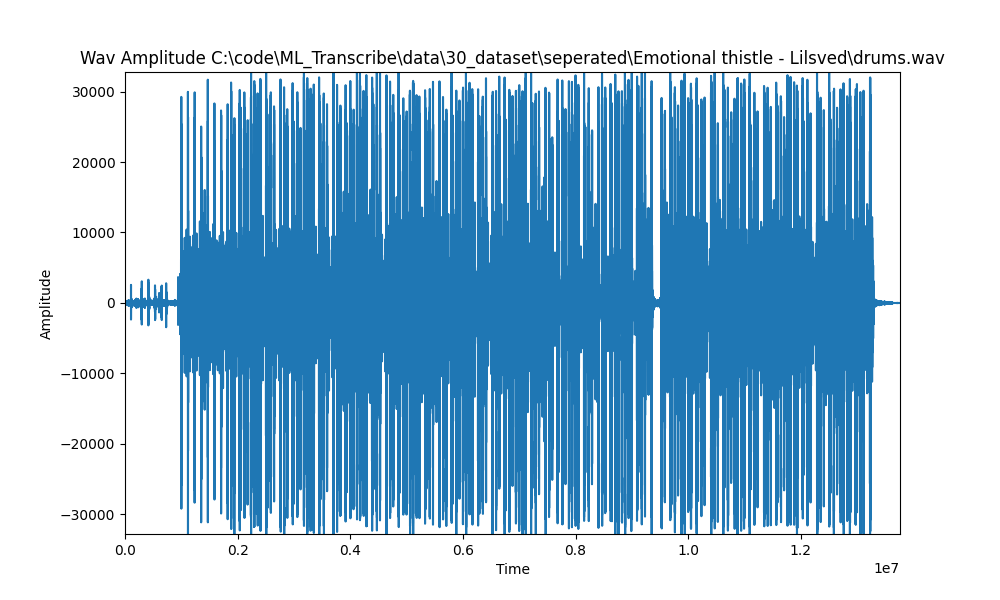 Wav Amplitude C:\code\ML_Transcribe\data\30_dataset\seperated\Emotional thistle - Lilsved\drums.wav
30000
20000
10000
0
−10000
−20000
−30000
Amplitude
0.0 0.2 0.4 0.6 0.8 1.0 1.2
Time
1e7